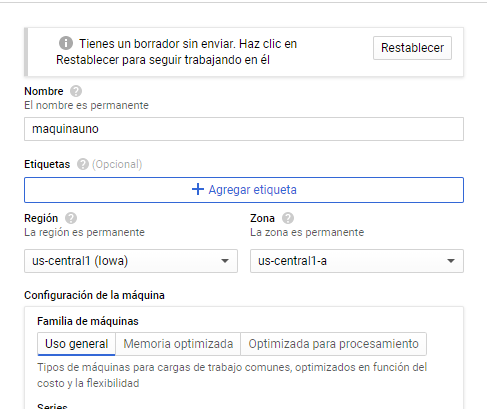 Tienes un borrador sin enviar. Haz clic en
Restablecer para seguir trabajando en él
Restablecer
Nombre
El nombre es permanente
maquinauno
Etiquetas (Opcional)
Agregar etiqueta
Región
La región es permanente
us-central1 (Iowa)
Zona
La zona es permanente
us-central1-a
Configuración de la máquina
Familia de máquinas
Uso general
Memoria optimizada
Optimizada para procesamiento
Tipos de máquinas para cargas de trabajo comunes, optimizados en función del
costo y la flexibilidad
Series